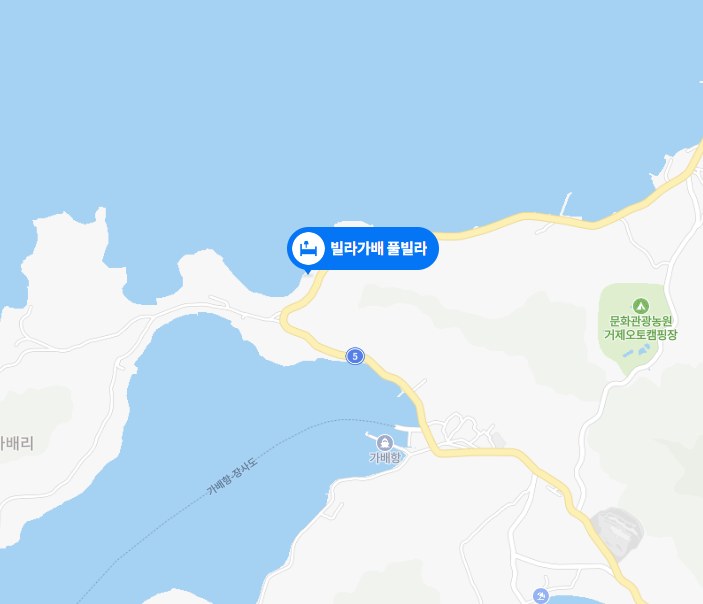 빌라가배 풀빌라
문화관광농원
거제오토캠핑장
5
가배리
가배항
가배항-장사도